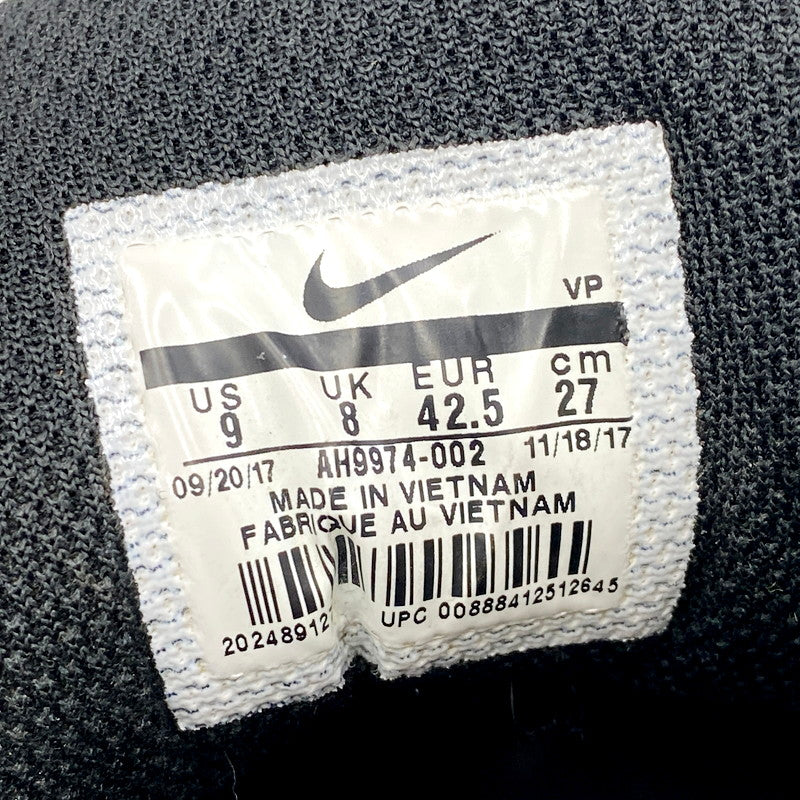 VP
US UK EUR cm
9 8 42.5 27
09/20/17 AH9974-002 11/18/17
MADE IN VIETNAM
FABRIQUE AU VIETNAM
UPC 00888412512645